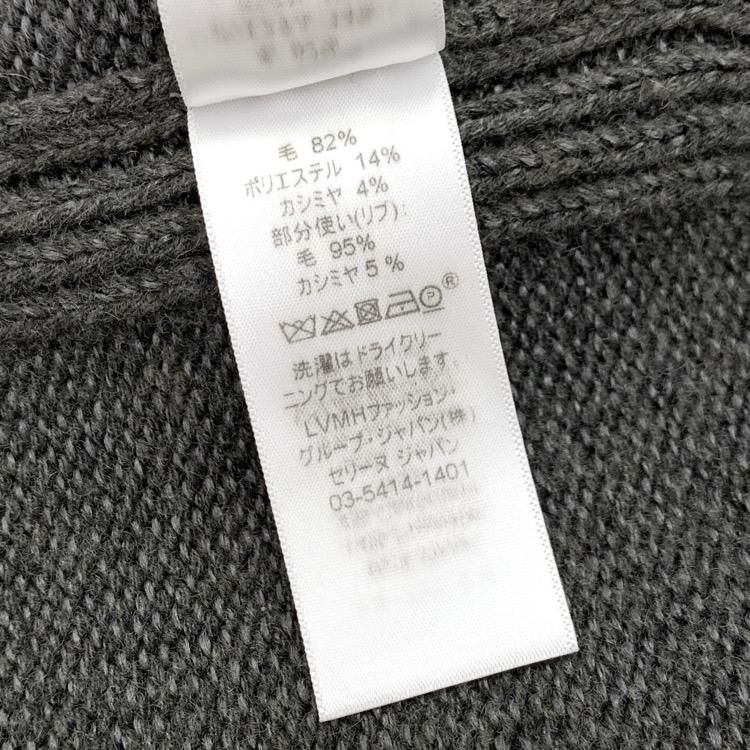 毛 82%
ポリエステル 14%
カシミヤ 4%
部分使い(リブ):
毛 95%
カシミヤ 5 %
®
洗濯はドライクリー
ニングでお願いします.
LVMHファッション・
グループ・ジャパン(株)
セリーヌ ジャパン
03-5414-1401